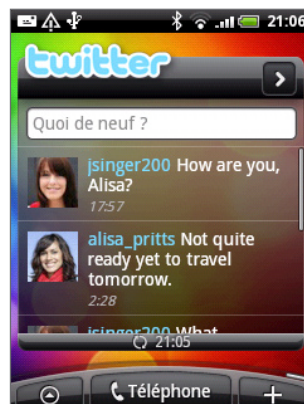 21:06
twitter
Quoi de neuf ?
jsinger200 How are you,
Alisa?
17:57
alisa_pritts Not quite
ready yet to travel
tomorrow.
2:28
jsinger200 What
21:05
Téléphone